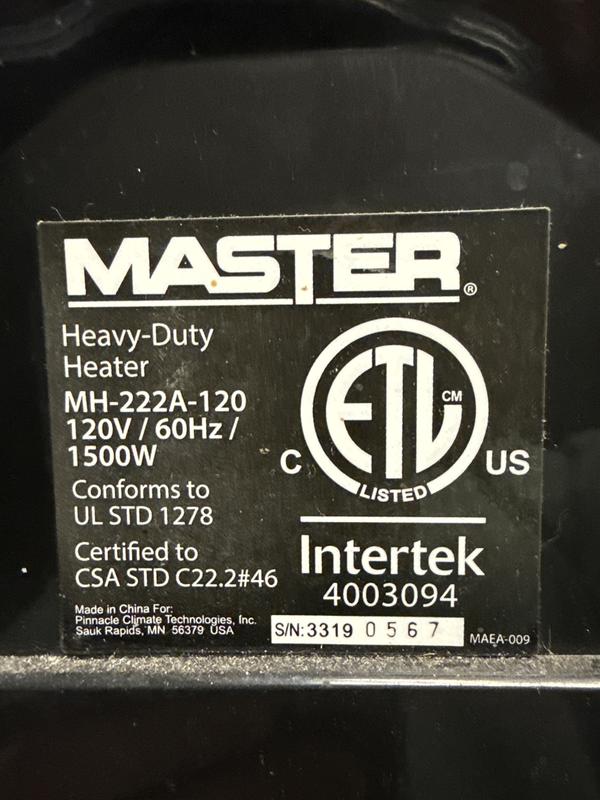 MASTER®
Heavy-Duty
Heater
MH-222A-120
120V / 60Hz /
1500W
Conforms to
UL STD 1278
Certified to
CSA STD C22.2#46
Made in China For:
Pinnacle Climate Technologies, Inc.
Sauk Rapids, MN 56379 USA
ETL CM
C US
LISTED
Intertek
4003094
S/N: 3319 0567
MAEA-009